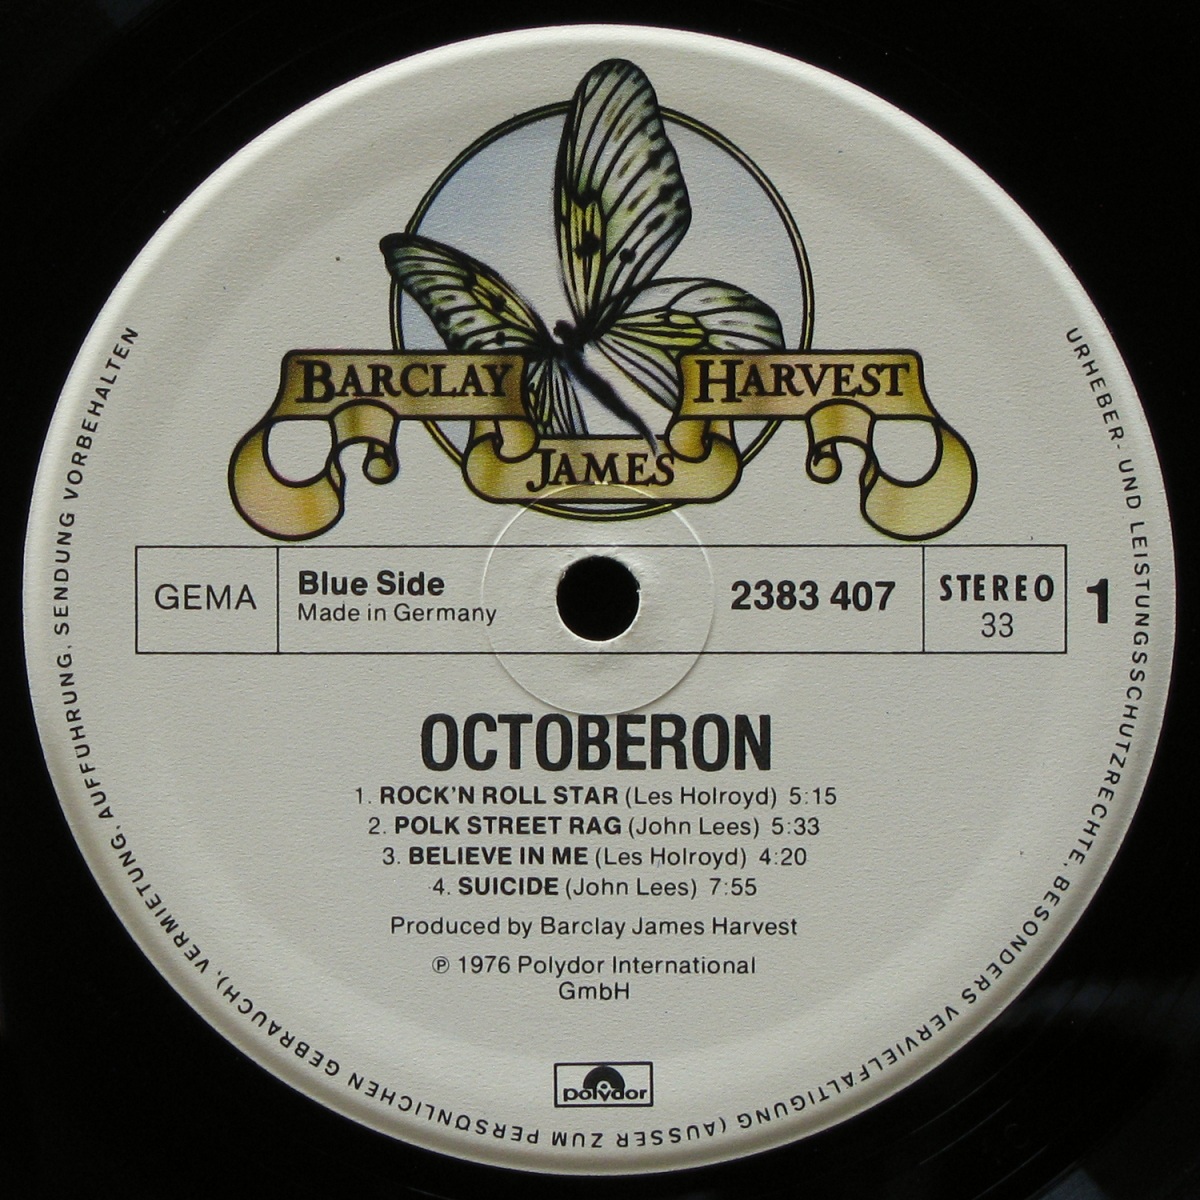 BARCLAY
JAMES
HARVEST
GEMA
Blue Side
Made in Germany
2383 407
STEREO
33
1
OCTOBERON
1. ROCK'N ROLL STAR (Les Holroyd) 5:15
2. POLK STREET RAG (John Lees) 5:33
3. BELIEVE IN ME (Les Holroyd) 4:20
4. SUICIDE (John Lees) 7:55
Produced by Barclay James Harvest
℗ 1976 Polydor International
GmbH
polydor
URHEBER- UND LEISTUNGSSCHUTZRECHTE, BESONDERS VERVIELFÄLTIGUNG (AUSSER ZUM PERSÖNLICHEN GEBRAUCH), VERMIETUNG, AUFFÜHRUNG, SENDUNG VORBEHALTEN